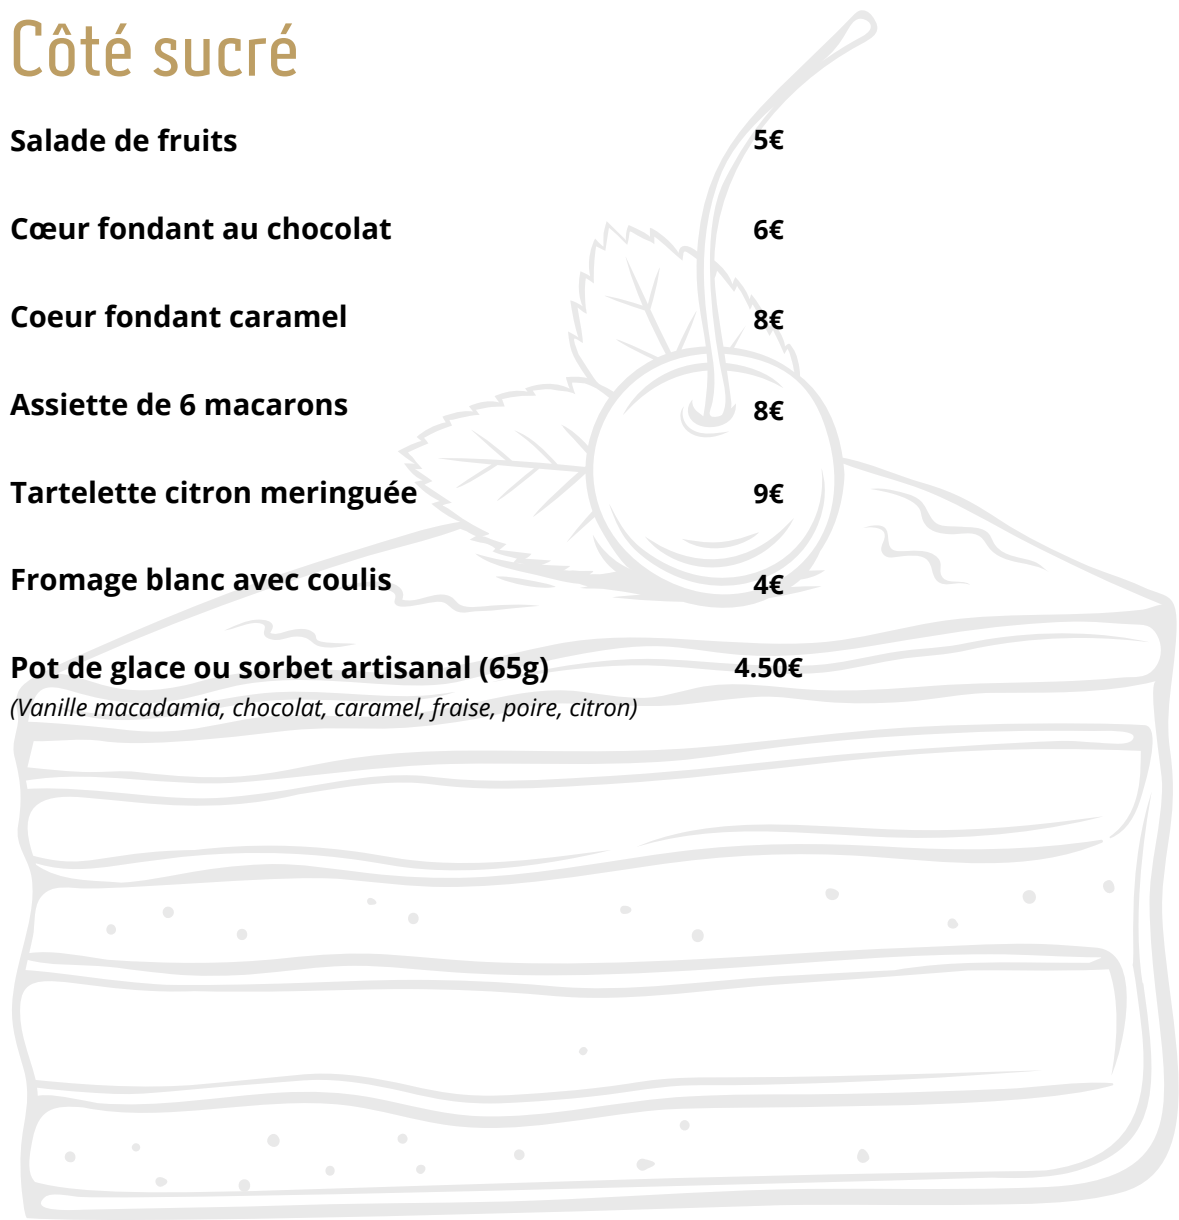 Côté sucré
Salade de fruits 5€
Cœur fondant au chocolat 6€
Coeur fondant caramel 8€
Assiette de 6 macarons 8€
Tartelette citron meringuée 9€
Fromage blanc avec coulis 4€
Pot de glace ou sorbet artisanal (65g) 4.50€
(Vanille macadamia, chocolat, caramel, fraise, poire, citron)